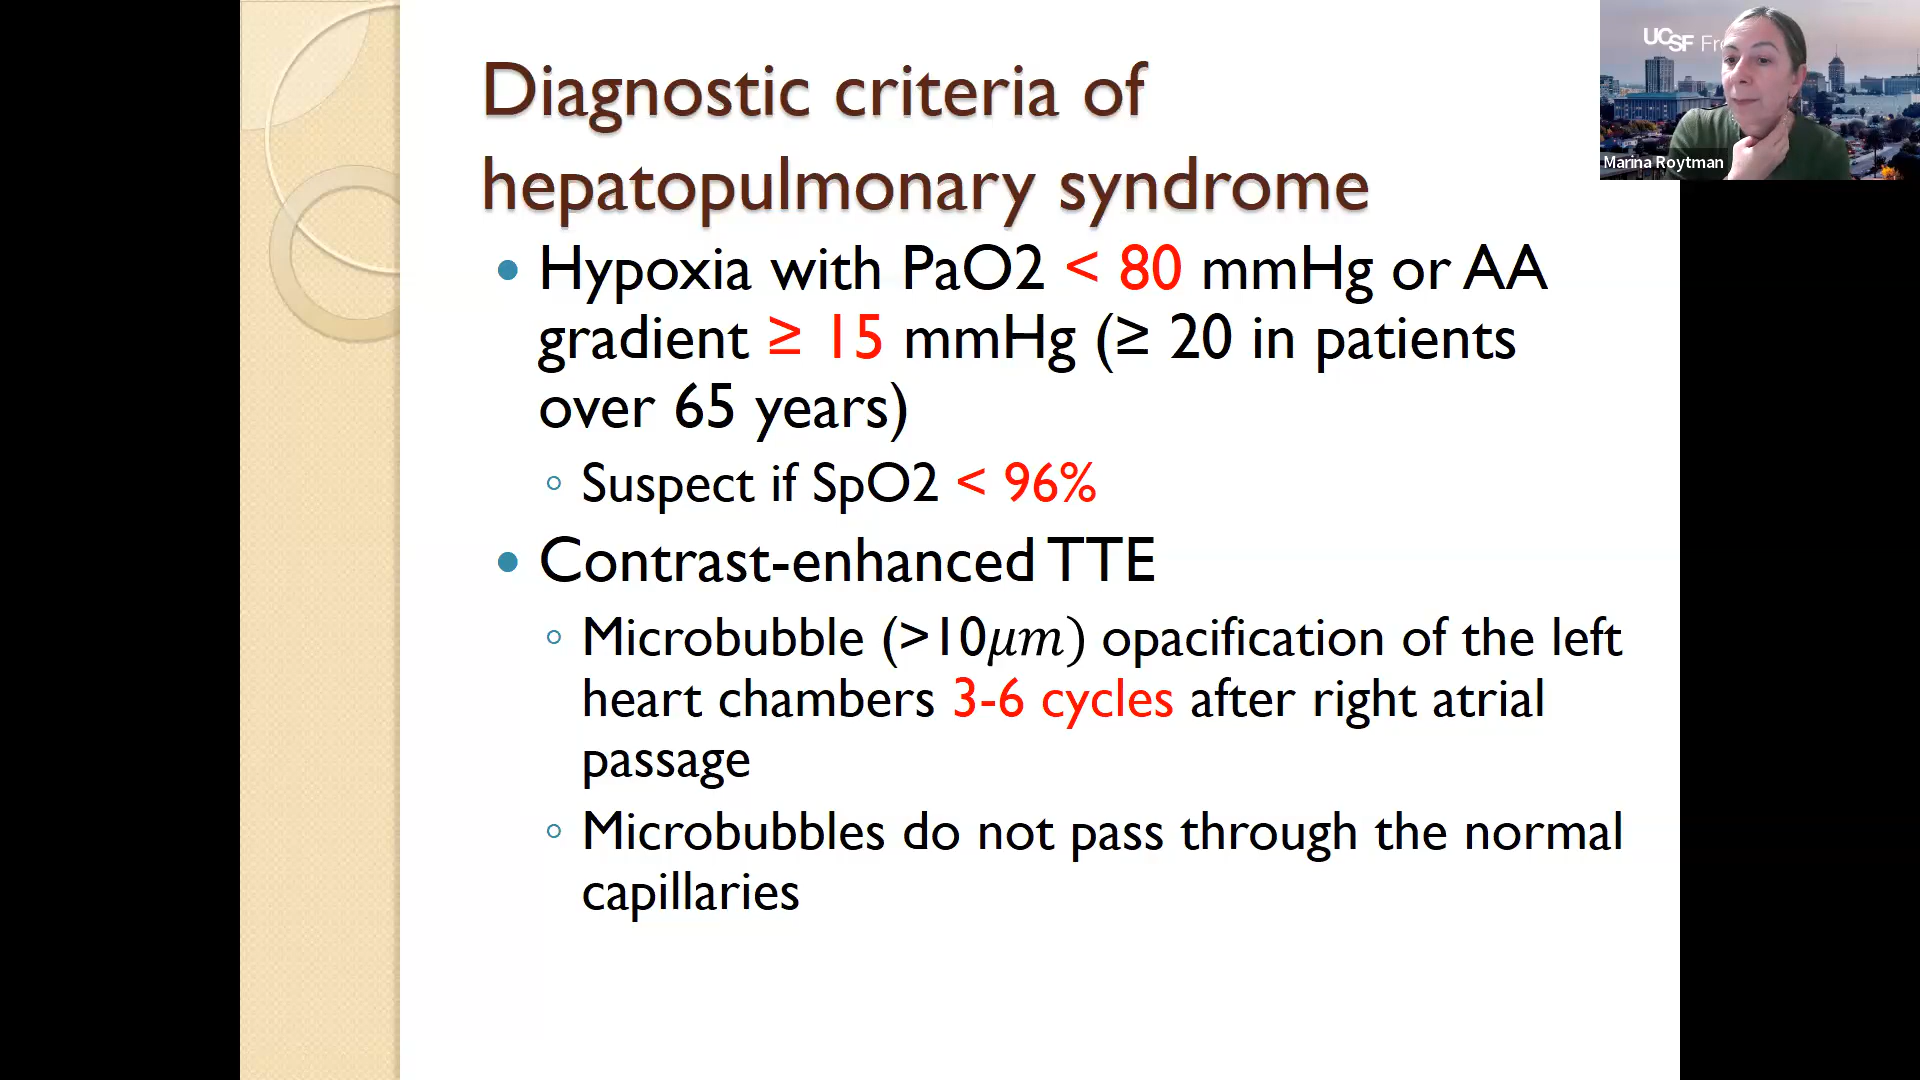 Diagnostic criteria of
hepatopulmonary syndrome
• Hypoxia with PaO2 < 80 mmHg or AA
gradient ≥ 15 mmHg (≥ 20 in patients
over 65 years)
◦ Suspect if SpO2 < 96%
• Contrast-enhanced TTE
◦ Microbubble (>10μm) opacification of the left
heart chambers 3-6 cycles after right atrial
passage
◦ Microbubbles do not pass through the normal
capillaries
UCSF
Marina Roytman